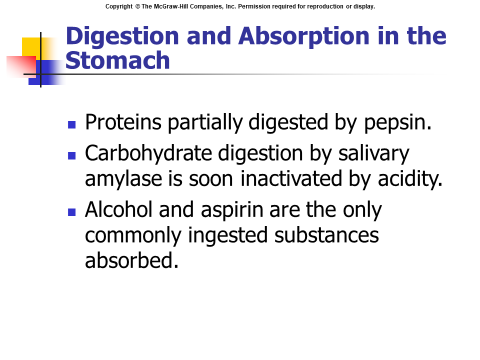 Copyright © The McGraw-Hill Companies, Inc. Permission required for reproduction or display.
Digestion and Absorption in the
Stomach
Proteins partially digested by pepsin.
Carbohydrate digestion by salivary
amylase is soon inactivated by acidity.
Alcohol and aspirin are the only
commonly ingested substances
absorbed.